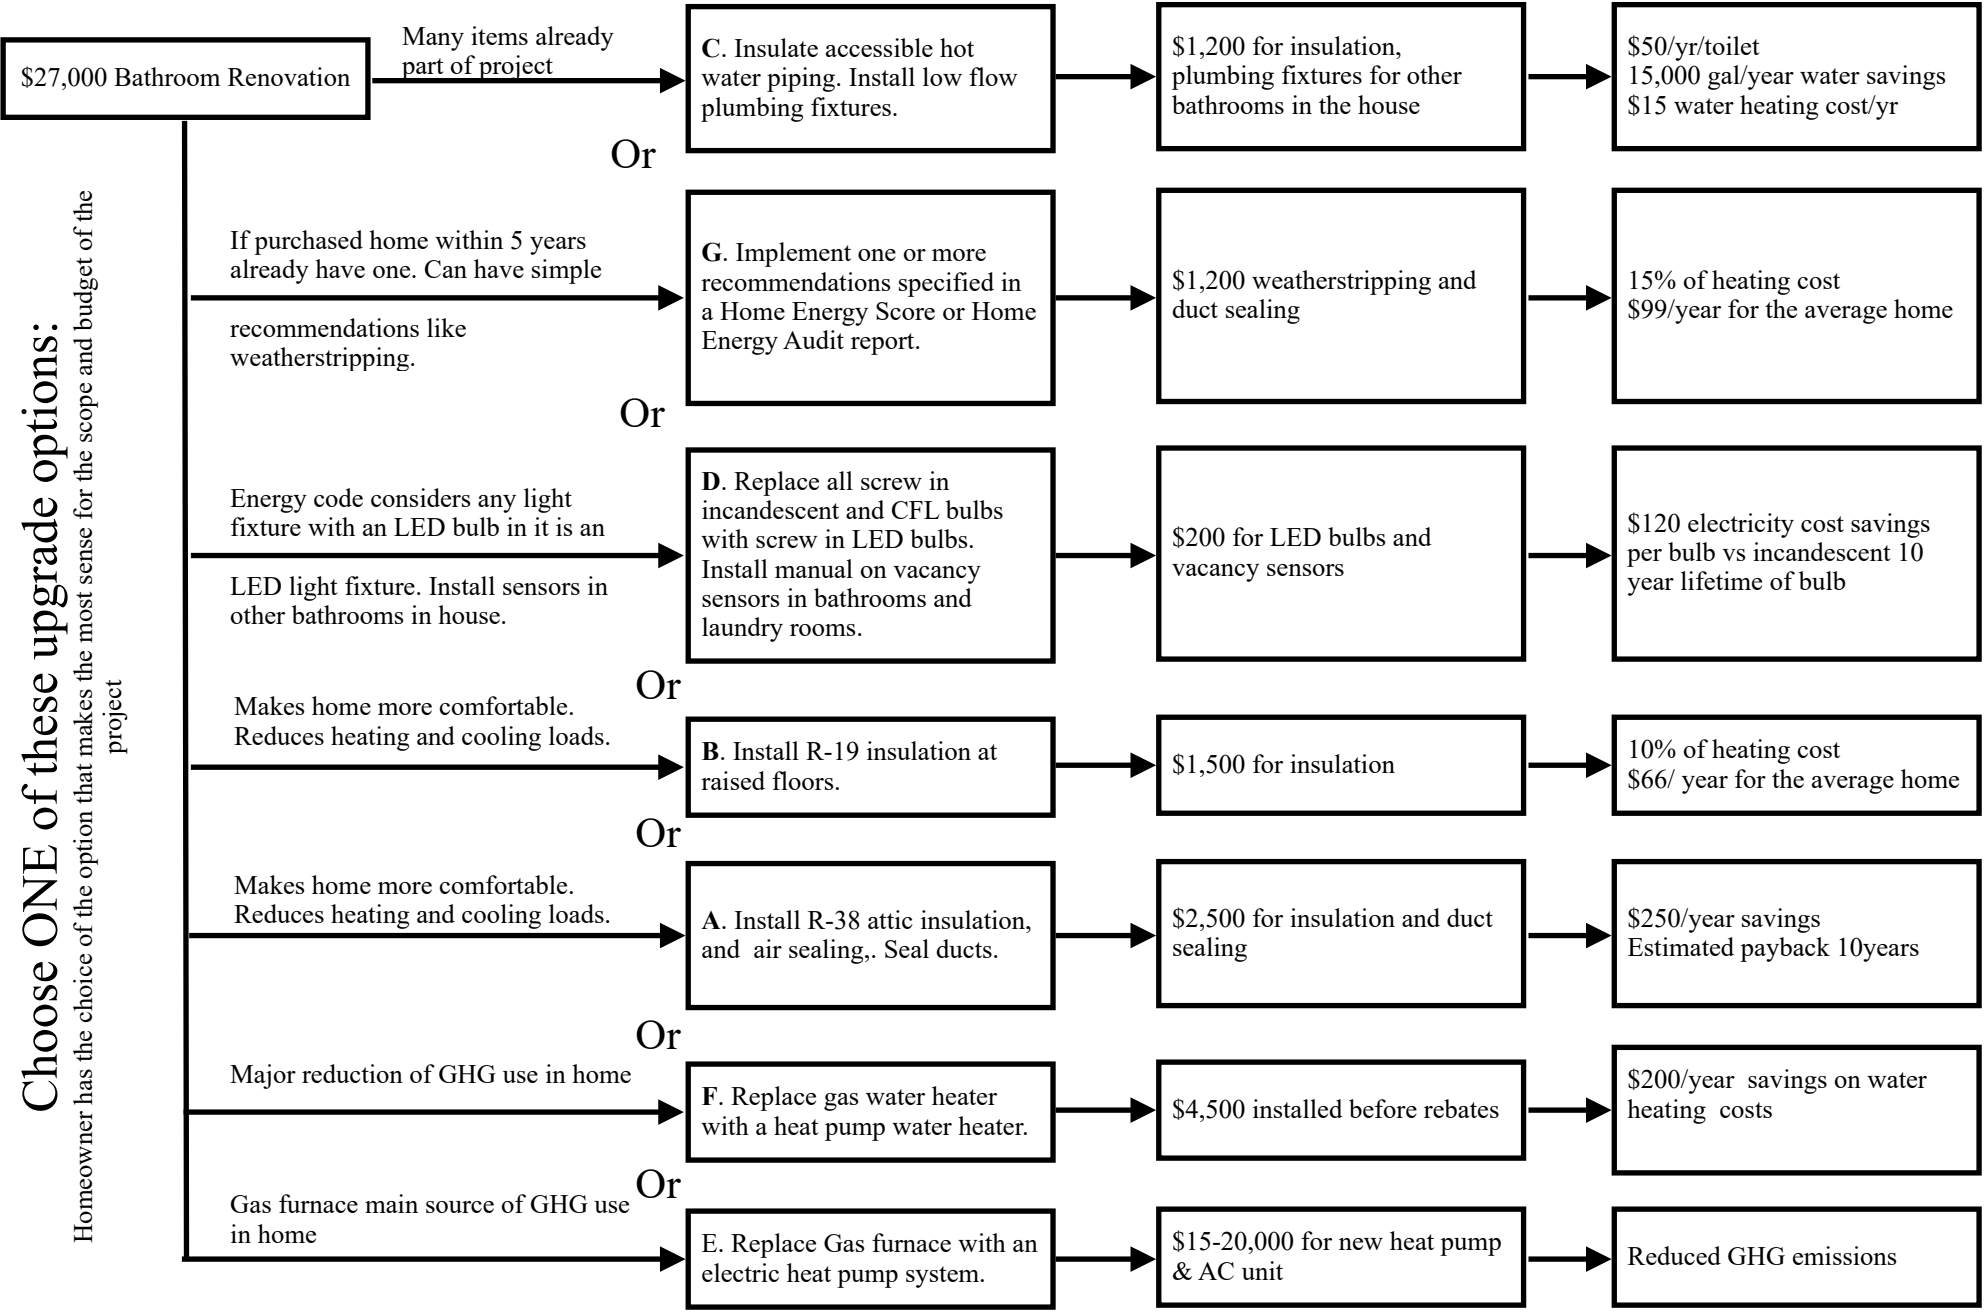 $27,000 Bathroom Renovation
Many items already
part of project
C. Insulate accessible hot
water piping. Install low flow
plumbing fixtures.
$1,200 for insulation,
plumbing fixtures for other
bathrooms in the house
$50/yr/toilet
15,000 gal/year water savings
$15 water heating cost/yr
Or
Choose ONE of these upgrade options:
Homeowner has the choice of the option that makes the most sense for the scope and budget of the
project
If purchased home within 5 years
already have one. Can have simple
recommendations like
weatherstripping.
G. Implement one or more
recommendations specified in
a Home Energy Score or Home
Energy Audit report.
$1,200 weatherstripping and
duct sealing
15% of heating cost
$99/year for the average home
Or
Energy code considers any light
fixture with an LED bulb in it is an
LED light fixture. Install sensors in
other bathrooms in house.
D. Replace all screw in
incandescent and CFL bulbs
with screw in LED bulbs.
Install manual on vacancy
sensors in bathrooms and
laundry rooms.
$200 for LED bulbs and
vacancy sensors
$120 electricity cost savings
per bulb vs incandescent 10
year lifetime of bulb
Or
Makes home more comfortable.
Reduces heating and cooling loads.
B. Install R-19 insulation at
raised floors.
$1,500 for insulation
10% of heating cost
$66/ year for the average home
Or
Makes home more comfortable.
Reduces heating and cooling loads.
A. Install R-38 attic insulation,
and  air sealing,. Seal ducts.
$2,500 for insulation and duct
sealing
$250/year savings
Estimated payback 10years
Or
Major reduction of GHG use in home
F. Replace gas water heater
with a heat pump water heater.
$4,500 installed before rebates
$200/year  savings on water
heating  costs
Or
Gas furnace main source of GHG use
in home
E. Replace Gas furnace with an
electric heat pump system.
$15-20,000 for new heat pump
& AC unit
Reduced GHG emissions